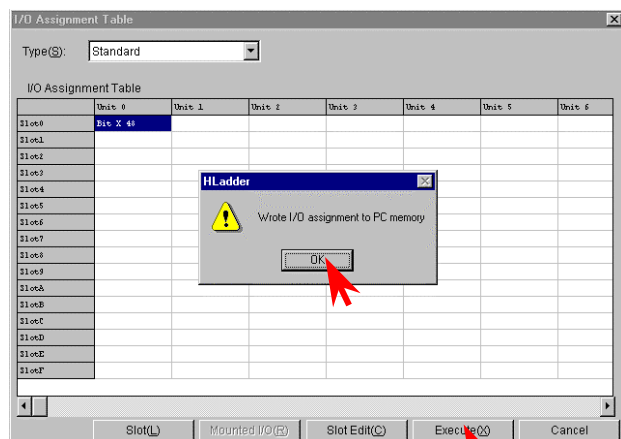 I/O Assignment Table
Type(S): Standard
I/O Assignment Table
Unit 0 Unit 1 Unit 2 Unit 3 Unit 4 Unit 5 Unit 6
Slot0 Bit X 48
Slot1
Slot2
Slot3
Slot4
Slot5
Slot6
Slot7
Slot8
Slot9
SlotA
SlotB
SlotC
SlotD
SlotE
SlotF
HLadder
Wrote I/O assignment to PC memory
OK
Slot(L) Mounted I/O(R) Slot Edit(C) Execute(X) Cancel